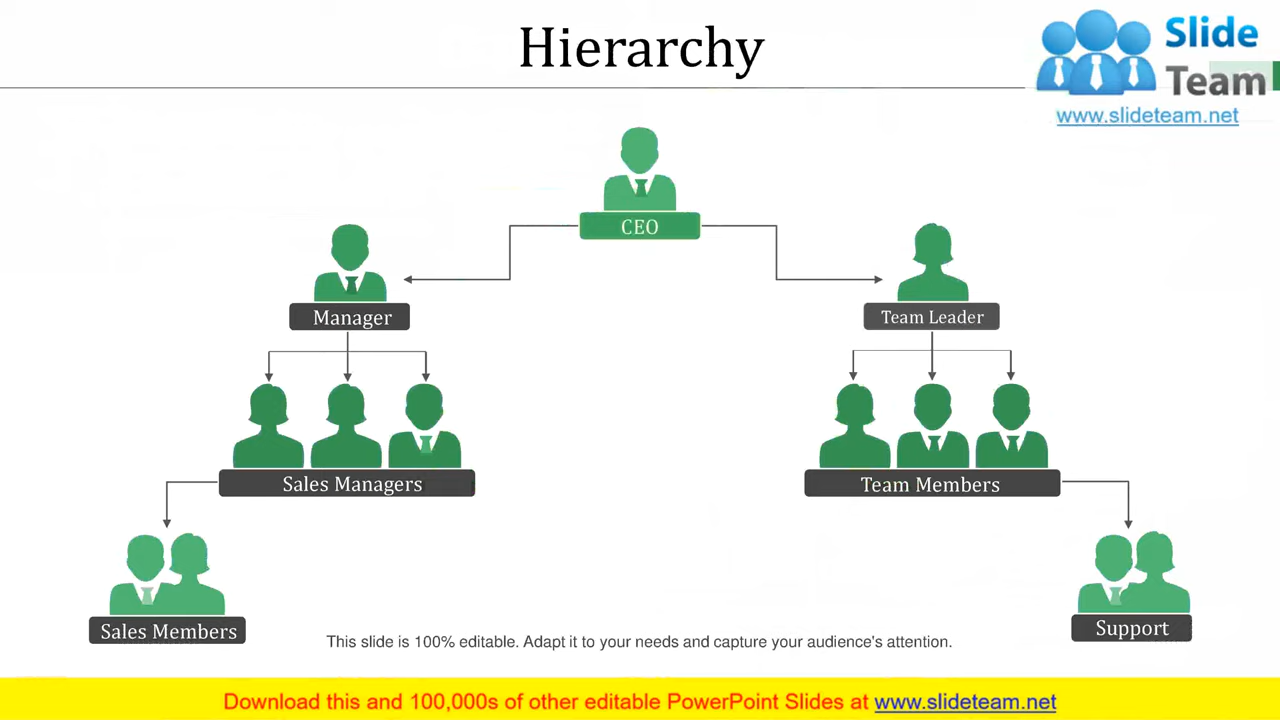 Hierarchy
Slide
Team
www.slideteam.net
CEO
Manager
Team Leader
Sales Managers
Team Members
Sales Members
Support
This slide is 100% editable. Adapt it to your needs and capture your audience's attention.
Download this and 100,000s of other editable PowerPoint Slides at www.slideteam.net